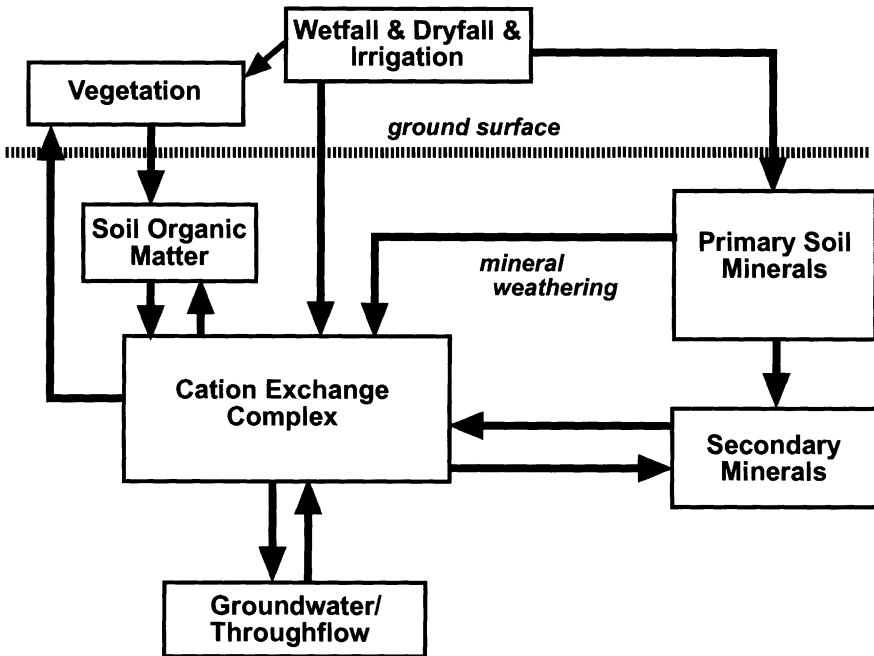 Wetfall & Dryfall &
Irrigation
Vegetation
ground surface
Soil Organic
Matter
mineral
weathering
Primary Soil
Minerals
Cation Exchange
Complex
Secondary
Minerals
Groundwater/
Throughflow